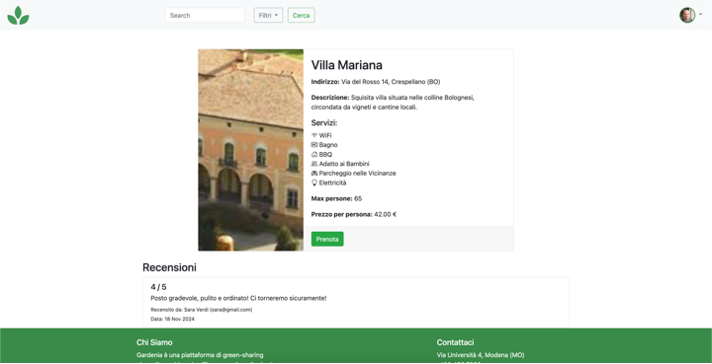 Search
Filtri
Cerca
Villa Mariana
Indirizzo: Via del Rosso 14, Crespellano (BO)
Descrizione: Squisita villa situata nelle colline Bolognesi,
circondata da vigneti e cantine locali.
Servizi:
WiFi
Bagno
BBQ
Adatto ai Bambini
Parcheggio nelle Vicinanze
Elettricità
Max persone: 65
Prezzo per persona: 42.00 €
Prenota
Recensioni
4 / 5
Posto gradevole, pulito e ordinato! Ci torneremo sicuramente!
Recensito da: Sara Verdi (sara@gmail.com)
Data: 18 Nov 2024
Chi Siamo
Contattaci
Gardenia è una piattaforma di green-sharing
Via Università 4, Modena (MO)